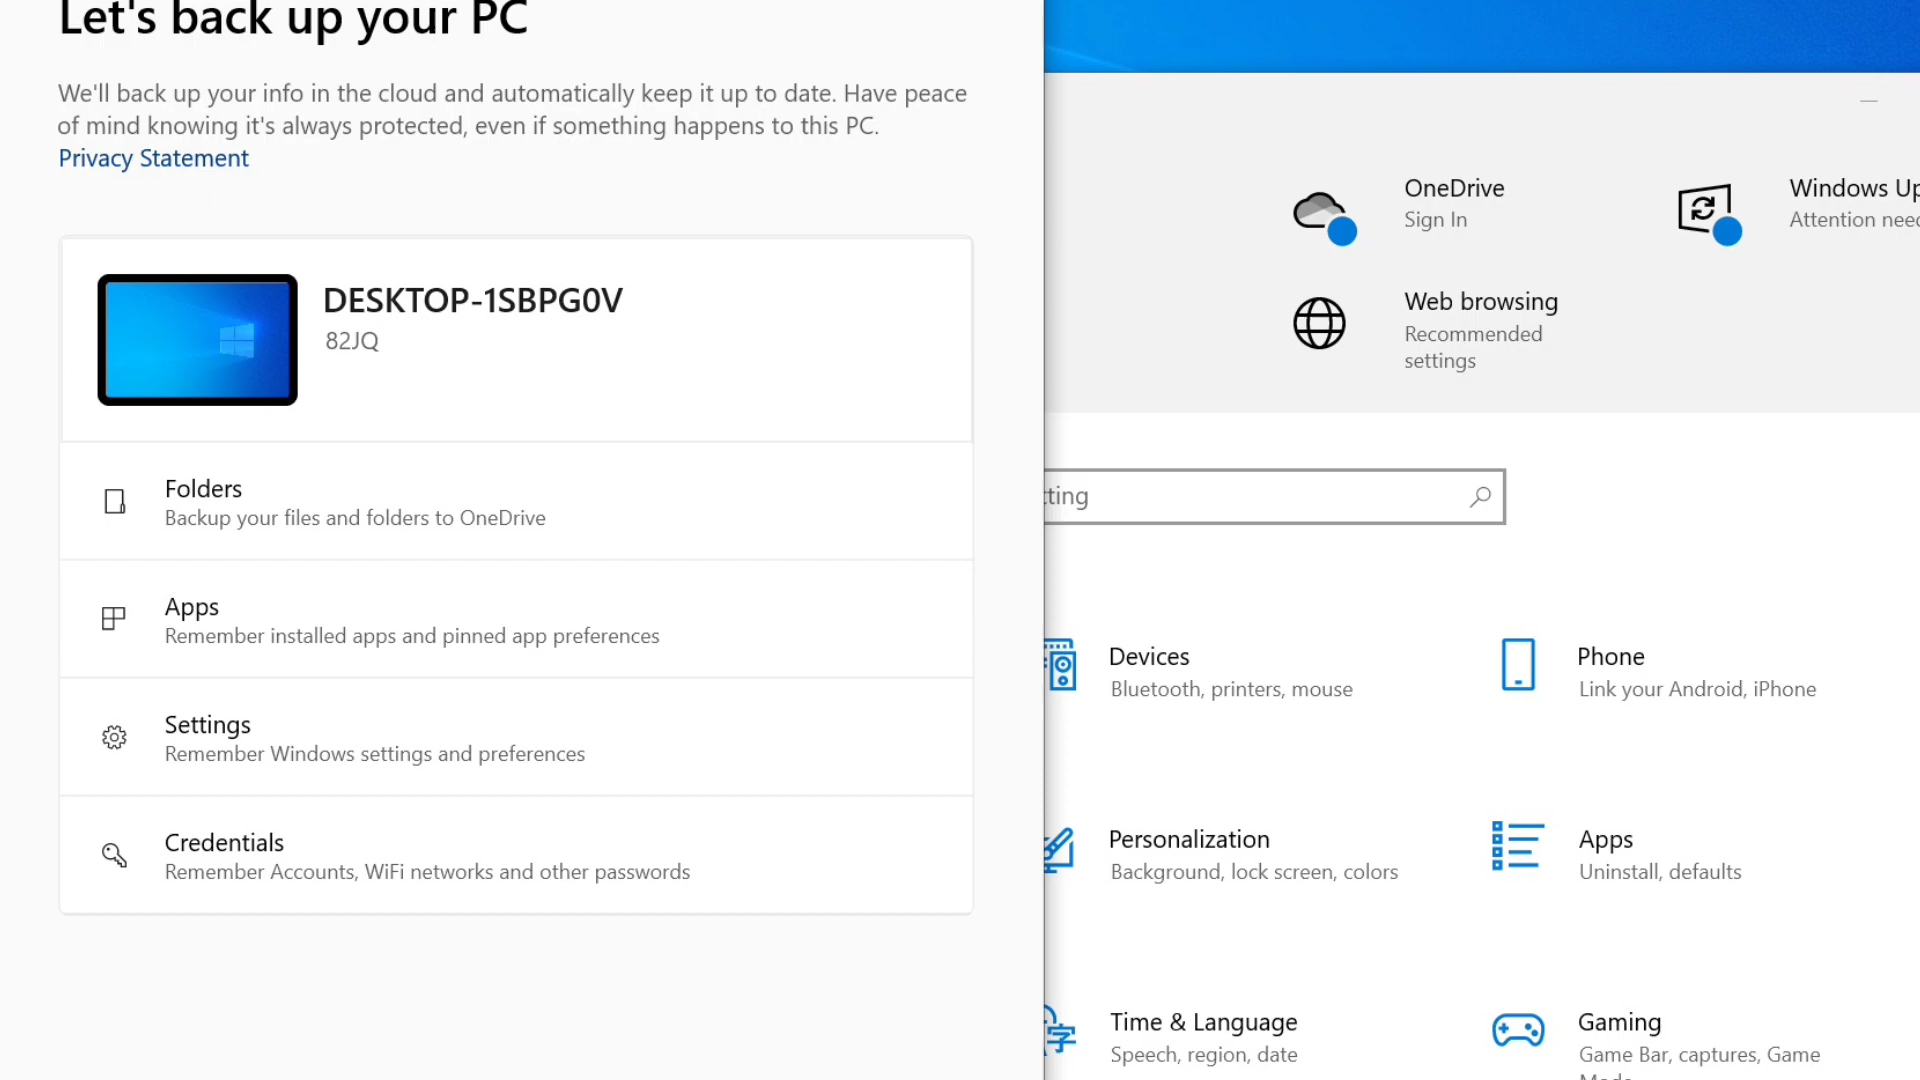 Let's back up your PC
We'll back up your info in the cloud and automatically keep it up to date. Have peace
of mind knowing it's always protected, even if something happens to this PC.
Privacy Statement
DESKTOP-1SBPG0V
82JQ
Folders
Backup your files and folders to OneDrive
Apps
Remember installed apps and pinned app preferences
Settings
Remember Windows settings and preferences
Credentials
Remember Accounts, WiFi networks and other passwords
OneDrive
Sign In
Windows Up
Attention need
Web browsing
Recommended
settings
tting
Devices
Bluetooth, printers, mouse
Phone
Link your Android, iPhone
Personalization
Background, lock screen, colors
Apps
Uninstall, defaults
Time & Language
Speech, region, date
Gaming
Game Bar, captures, Game